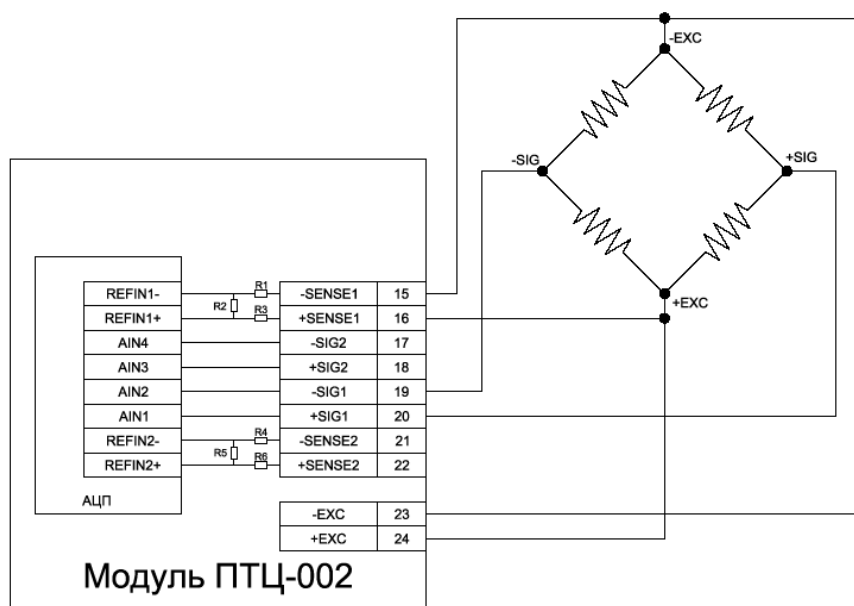 -EXC
-SIG
+SIG
+EXC
REFIN1- R1 -SENSE1 15
R2
REFIN1+ R3 +SENSE1 16
AIN4 -SIG2 17
AIN3 +SIG2 18
AIN2 -SIG1 19
AIN1 +SIG1 20
REFIN2- R4 -SENSE2 21
R5
REFIN2+ R6 +SENSE2 22
АЦП
-EXC 23
+EXC 24
Модуль ПТЦ-002